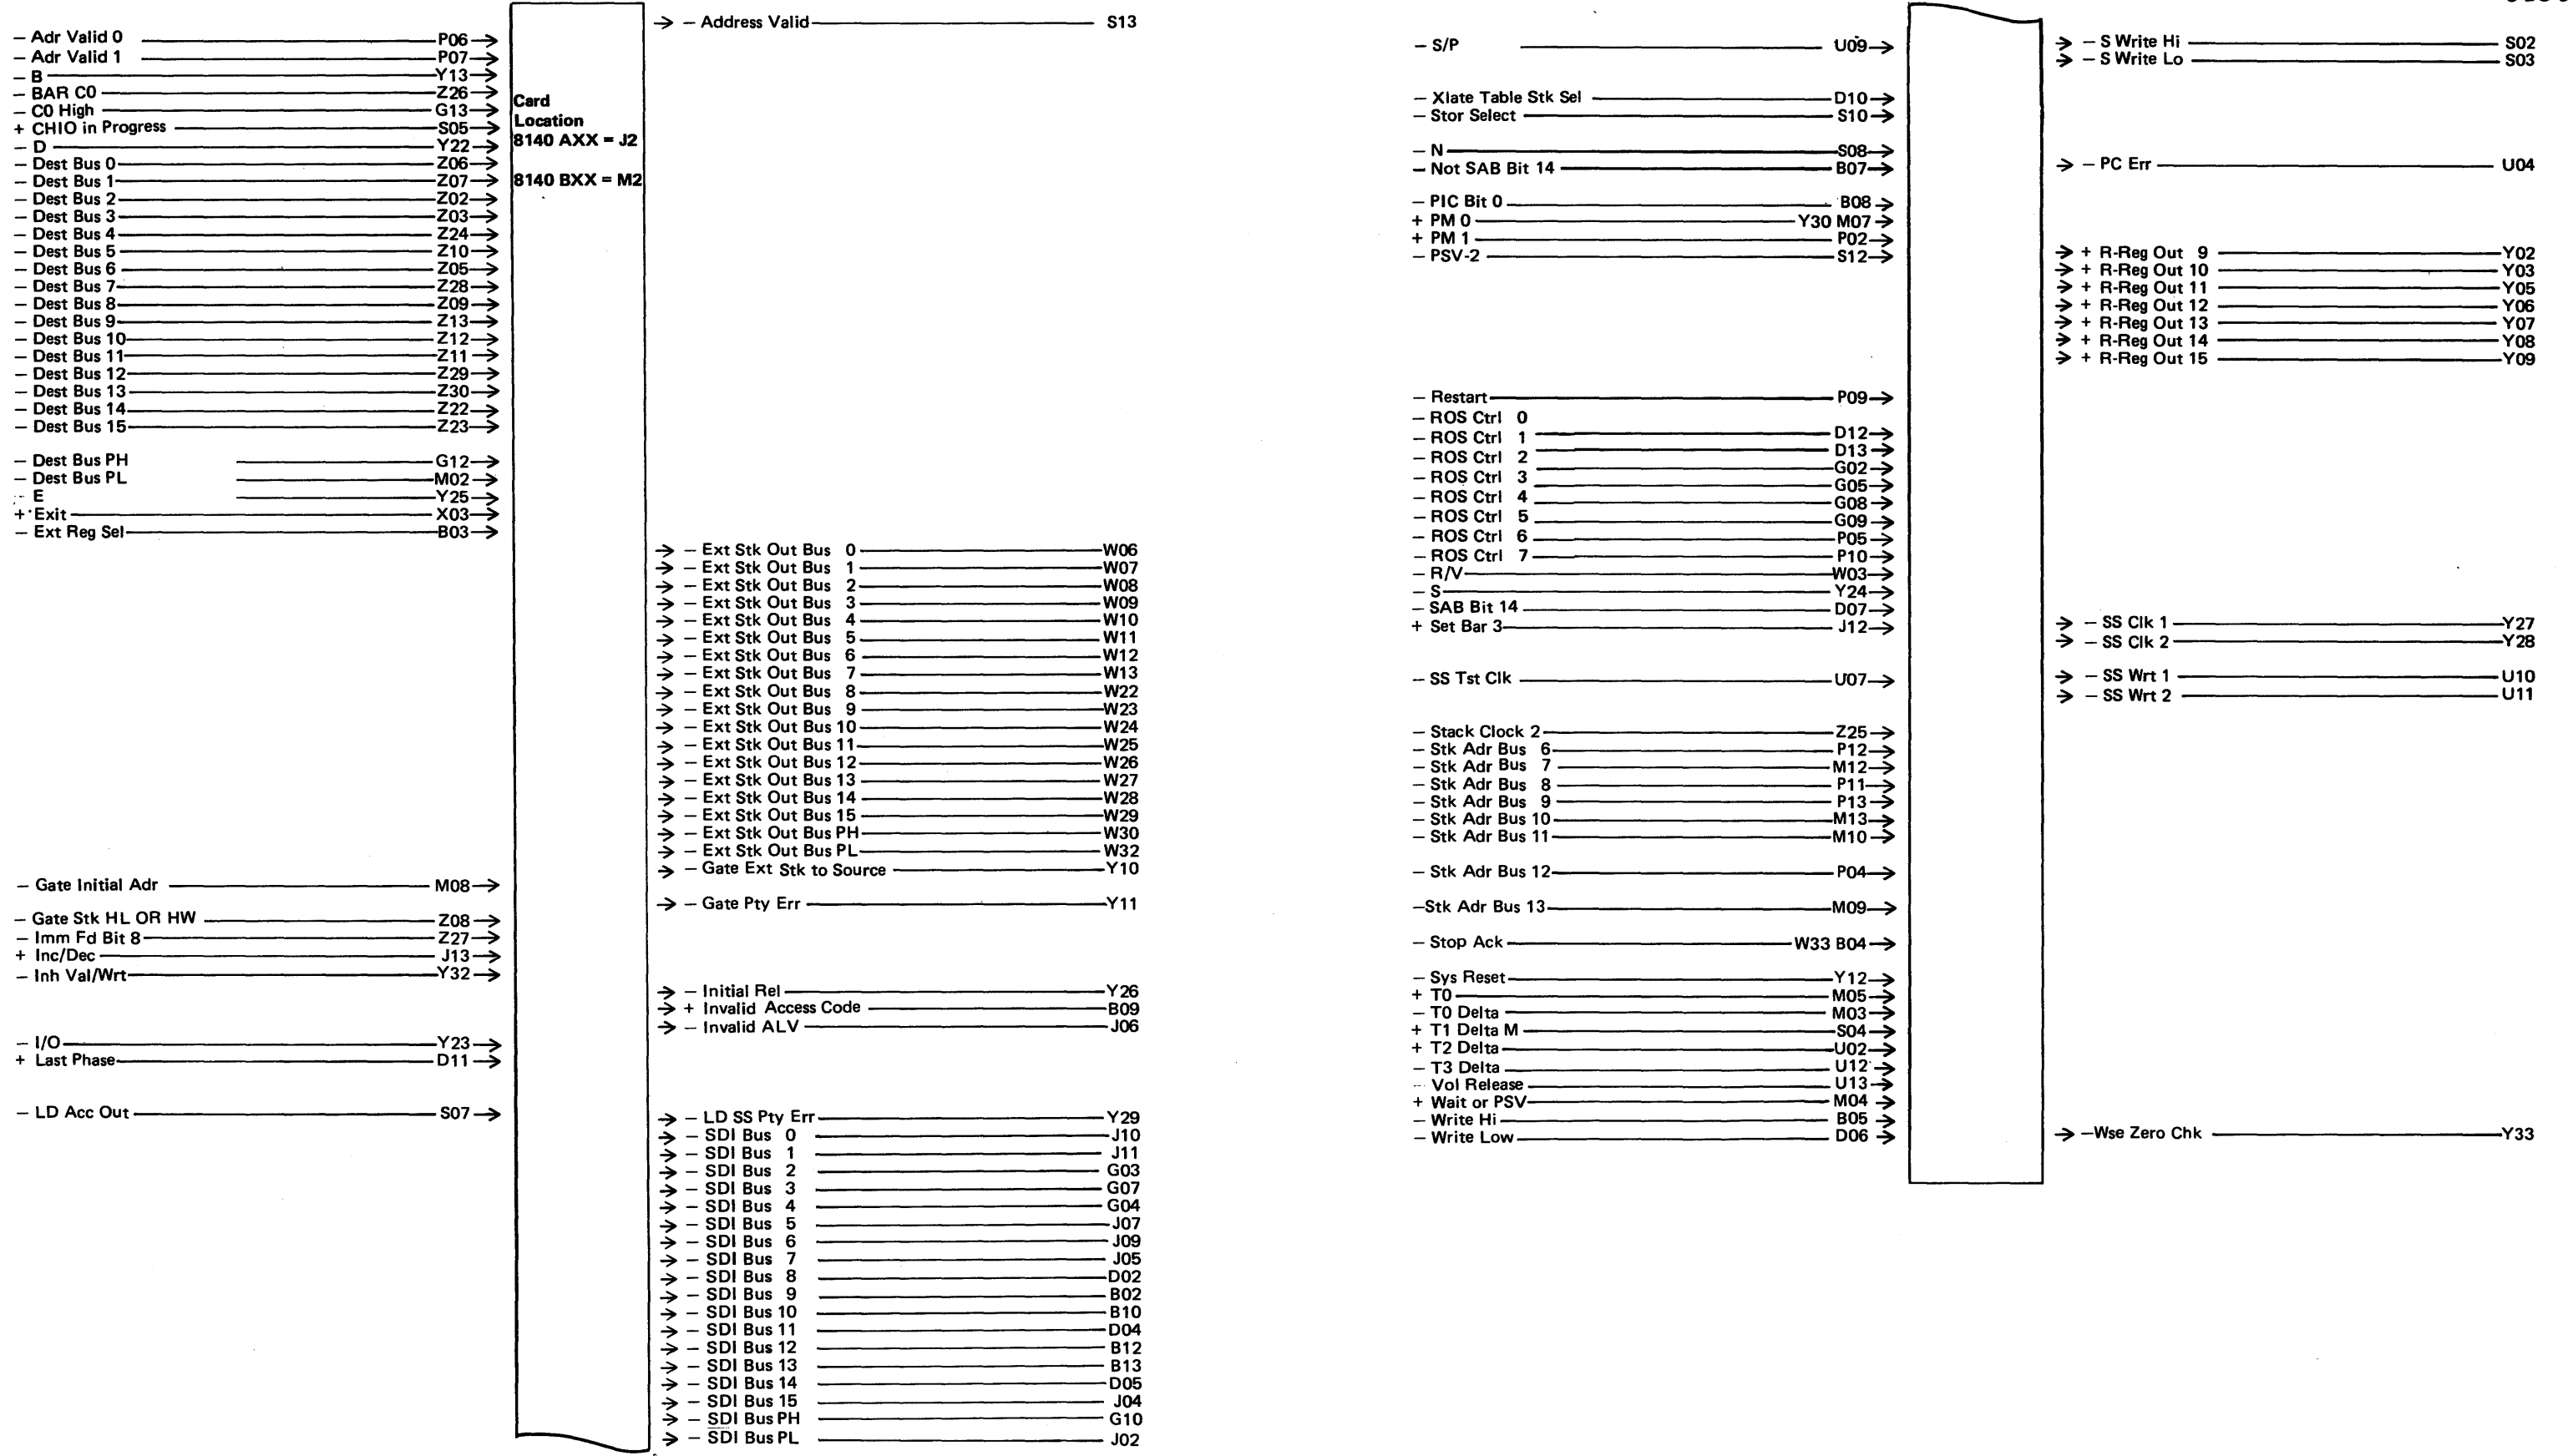 - Adr Valid 0 P06
- Adr Valid 1 P07
- B Y13
- BAR C0 Z26
- C0 High G13
+ CHIO in Progress S05
- D Y22
- Dest Bus 0 Z06
- Dest Bus 1 Z07
- Dest Bus 2 Z02
- Dest Bus 3 Z03
- Dest Bus 4 Z24
- Dest Bus 5 Z10
- Dest Bus 6 Z05
- Dest Bus 7 Z28
- Dest Bus 8 Z09
- Dest Bus 9 Z13
- Dest Bus 10 Z12
- Dest Bus 11 Z11
- Dest Bus 12 Z29
- Dest Bus 13 Z30
- Dest Bus 14 Z22
- Dest Bus 15 Z23
- Dest Bus PH G12
- Dest Bus PL M02
- E Y25
+ Exit X03
- Ext Reg Sel B03
- Gate Initial Adr M08
- Gate Stk HL OR HW Z08
- Imm Fd Bit 8 Z27
+ Inc/Dec J13
- Inh Val/Wrt Y32
- I/O Y23
+ Last Phase D11
- LD Acc Out S07
Card
Location
8140 AXX = J2
8140 BXX = M2
- Address Valid S13
- Ext Stk Out Bus 0 W06
- Ext Stk Out Bus 1 W07
- Ext Stk Out Bus 2 W08
- Ext Stk Out Bus 3 W09
- Ext Stk Out Bus 4 W10
- Ext Stk Out Bus 5 W11
- Ext Stk Out Bus 6 W12
- Ext Stk Out Bus 7 W13
- Ext Stk Out Bus 8 W22
- Ext Stk Out Bus 9 W23
- Ext Stk Out Bus 10 W24
- Ext Stk Out Bus 11 W25
- Ext Stk Out Bus 12 W26
- Ext Stk Out Bus 13 W27
- Ext Stk Out Bus 14 W28
- Ext Stk Out Bus 15 W29
- Ext Stk Out Bus PH W30
- Ext Stk Out Bus PL W32
- Gate Ext Stk to Source Y10
- Gate Pty Err Y11
- Initial Rel Y26
+ Invalid Access Code B09
- Invalid ALV J06
- LD SS Pty Err Y29
- SDI Bus 0 J10
- SDI Bus 1 J11
- SDI Bus 2 G03
- SDI Bus 3 G07
- SDI Bus 4 G04
- SDI Bus 5 J07
- SDI Bus 6 J09
- SDI Bus 7 J05
- SDI Bus 8 D02
- SDI Bus 9 B02
- SDI Bus 10 B10
- SDI Bus 11 D04
- SDI Bus 12 B12
- SDI Bus 13 B13
- SDI Bus 14 D05
- SDI Bus 15 J04
- SDI Bus PH G10
- SDI Bus PL J02
- S/P U09
- Xlate Table Stk Sel D10
- Stor Select S10
- N S08
- Not SAB Bit 14 B07
- PIC Bit 0 B08
+ PM 0 Y30 M07
+ PM 1 P02
- PSV-2 S12
- Restart P09
- ROS Ctrl 0 D12
- ROS Ctrl 1 D13
- ROS Ctrl 2 G02
- ROS Ctrl 3 G05
- ROS Ctrl 4 G08
- ROS Ctrl 5 G09
- ROS Ctrl 6 P05
- ROS Ctrl 7 P10
- R/V W03
- S Y24
- SAB Bit 14 D07
+ Set Bar 3 J12
- SS Tst Clk U07
- Stack Clock 2 Z25
- Stk Adr Bus 6 P12
- Stk Adr Bus 7 M12
- Stk Adr Bus 8 P11
- Stk Adr Bus 9 P13
- Stk Adr Bus 10 M13
- Stk Adr Bus 11 M10
- Stk Adr Bus 12 P04
-Stk Adr Bus 13 M09
- Stop Ack W33 B04
- Sys Reset Y12
+ T0 M05
- T0 Delta M03
+ T1 Delta M S04
+ T2 Delta U02
- T3 Delta U12
- Vol Release U13
+ Wait or PSV M04
- Write Hi B05
- Write Low D06
- S Write Hi S02
- S Write Lo S03
- PC Err U04
+ R-Reg Out 9 Y02
+ R-Reg Out 10 Y03
+ R-Reg Out 11 Y05
+ R-Reg Out 12 Y06
+ R-Reg Out 13 Y07
+ R-Reg Out 14 Y08
+ R-Reg Out 15 Y09
- SS Clk 1 Y27
- SS Clk 2 Y28
- SS Wrt 1 U10
- SS Wrt 2 U11
-Wse Zero Chk Y33